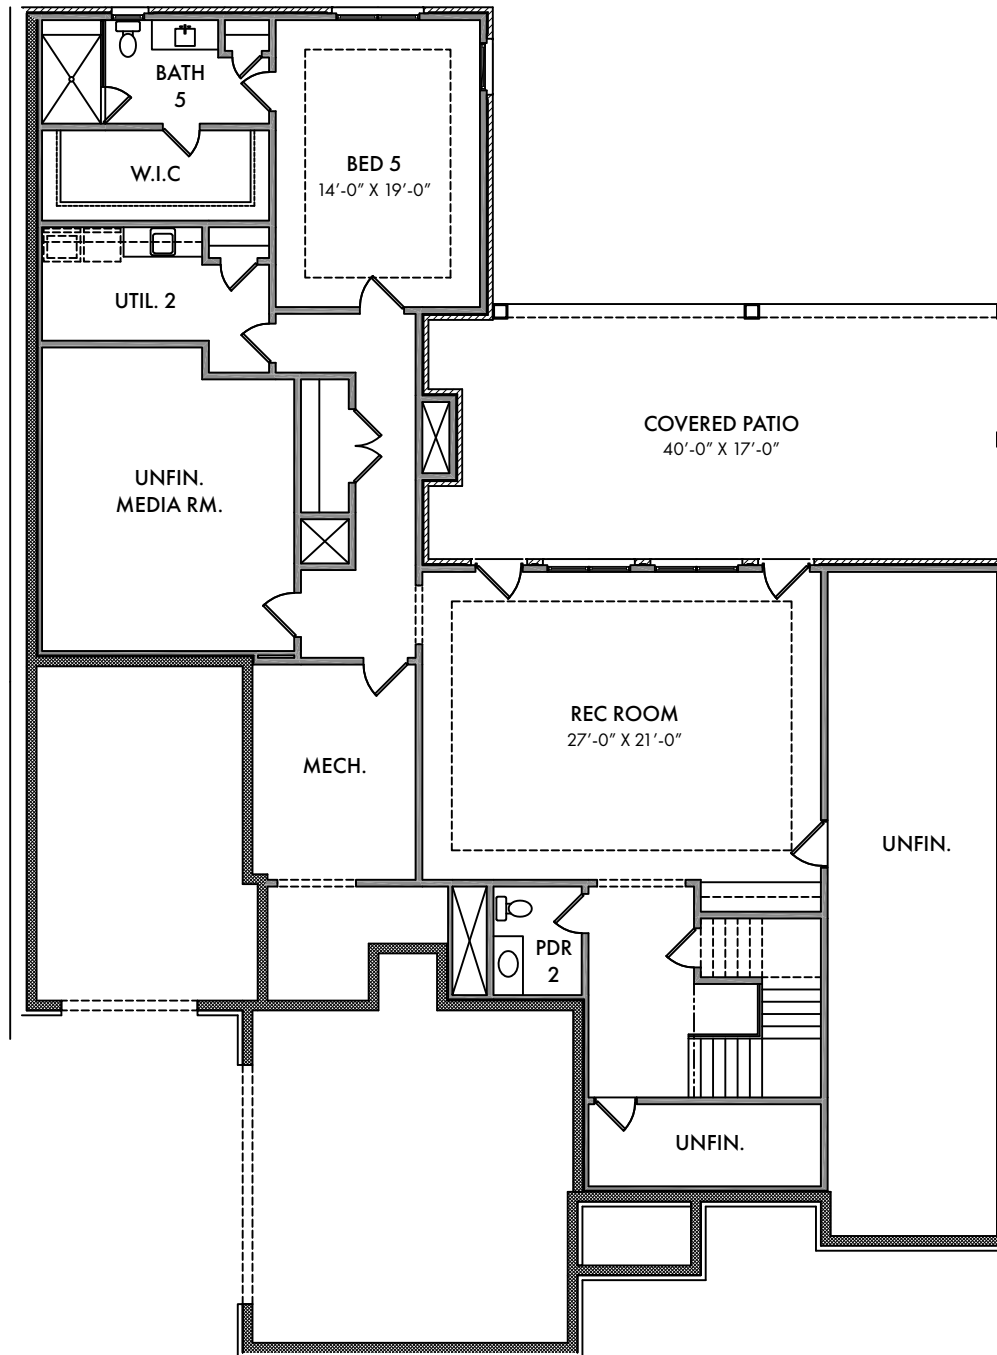 BATH
5
BED 5
14'-0" X 19'-0"
W.I.C
UTIL. 2
COVERED PATIO
40'-0" X 17'-0"
UNFIN.
MEDIA RM.
REC ROOM
27'-0" X 21'-0"
MECH.
UNFIN.
PDR
2
UNFIN.